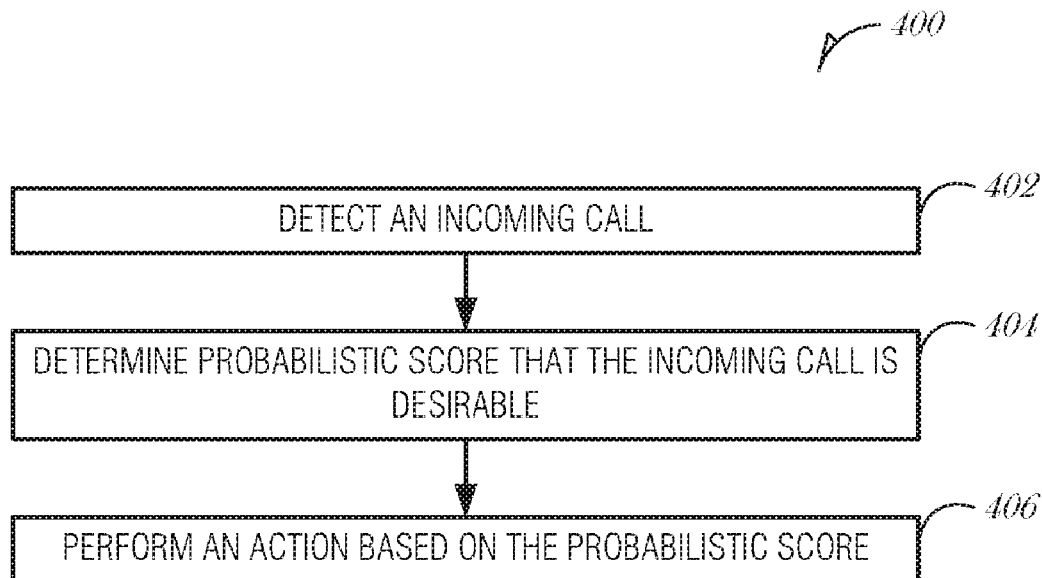 400
402
DETECT AN INCOMING CALL
404
DETERMINE PROBABILISTIC SCORE THAT THE INCOMING CALL IS
DESIRABLE
406
PERFORM AN ACTION BASED ON THE PROBABILISTIC SCORE